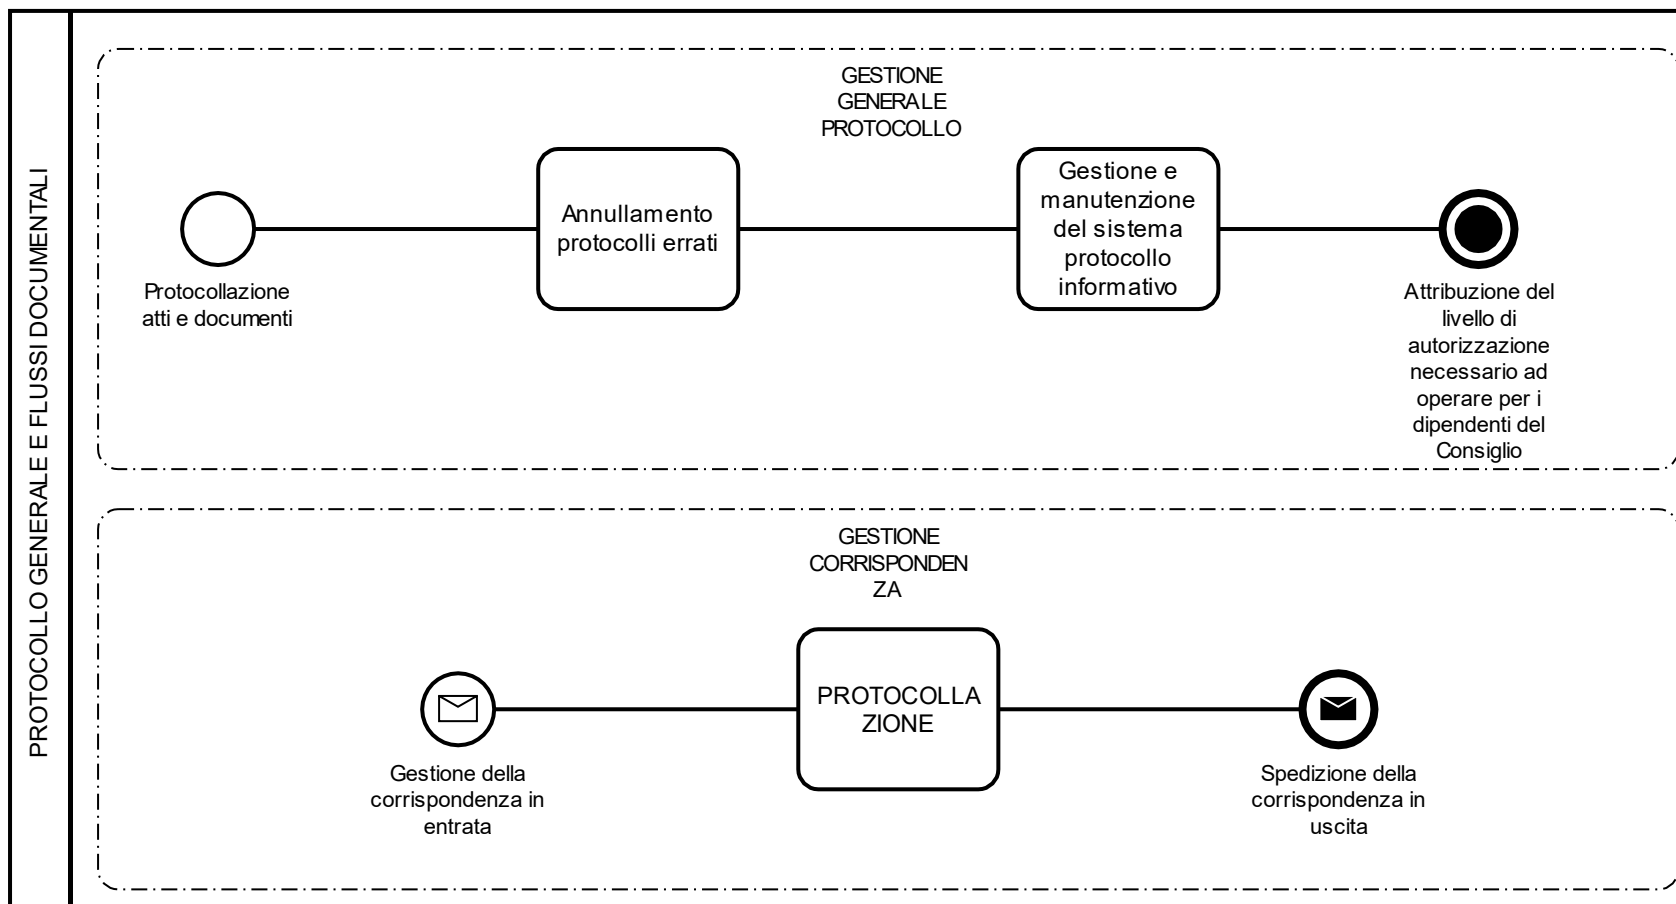 PROTOCOLLO GENERALE E FLUSSI DOCUMENTALI
GESTIONE
GENERALE
PROTOCOLLO
Protocollazione
atti e documenti
Annullamento
protocolli errati
Gestione e
manutenzione
del sistema
protocollo
informativo
Attribuzione del
livello di
autorizzazione
necessario ad
operare per i
dipendenti del
Consiglio
GESTIONE
CORRISPONDEN
ZA
Gestione della
corrispondenza in
entrata
PROTOCOLLA
ZIONE
Spedizione della
corrispondenza in
uscita